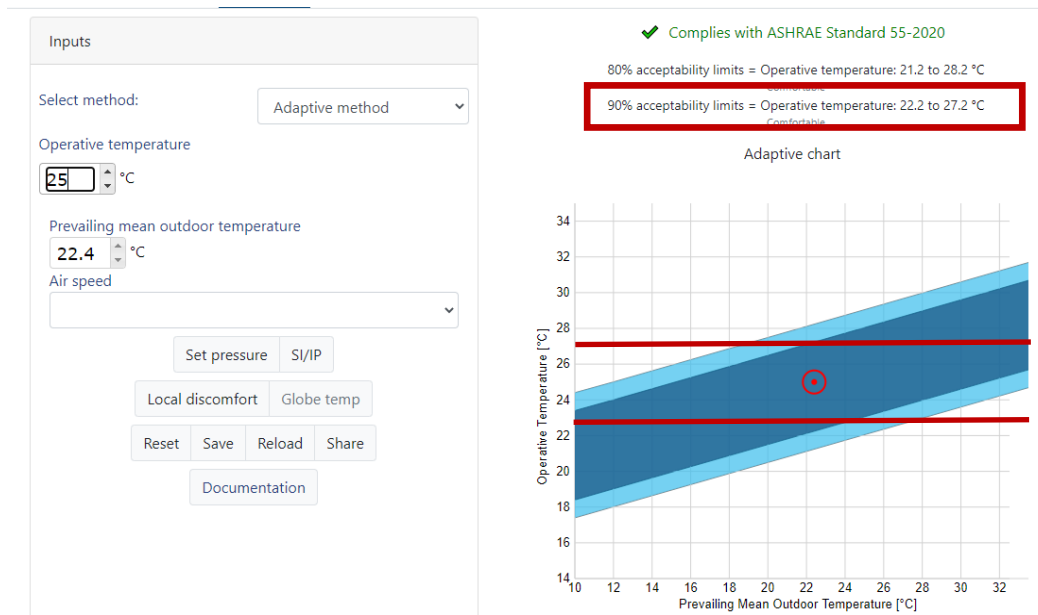 Inputs
Select method:
Adaptive method
Operative temperature
25 °C
Prevailing mean outdoor temperature
22.4 °C
Air speed
Set pressure SI/IP
Local discomfort Globe temp
Reset Save Reload Share
Documentation
Complies with ASHRAE Standard 55-2020
80% acceptability limits = Operative temperature: 21.2 to 28.2 °C
Comfortable
90% acceptability limits = Operative temperature: 22.2 to 27.2 °C
Comfortable
Adaptive chart
Operative Temperature [°C]
34
32
30
28
26
24
22
20
18
16
14
10 12 14 16 18 20 22 24 26 28 30 32
Prevailing Mean Outdoor Temperature [°C]